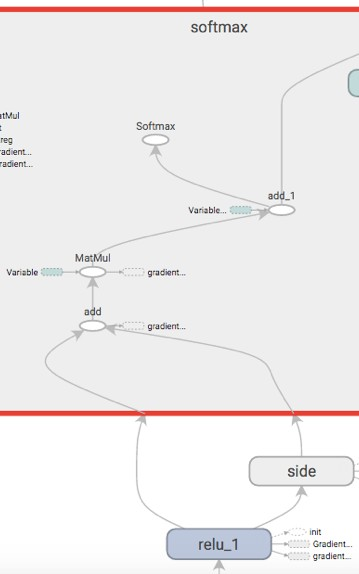 softmax
atMul
t
reg
radient...
radient...
Softmax
add_1
Variable...
MatMul
Variable
gradient...
add
gradient...
side
relu_1
init
Gradient...
gradient...